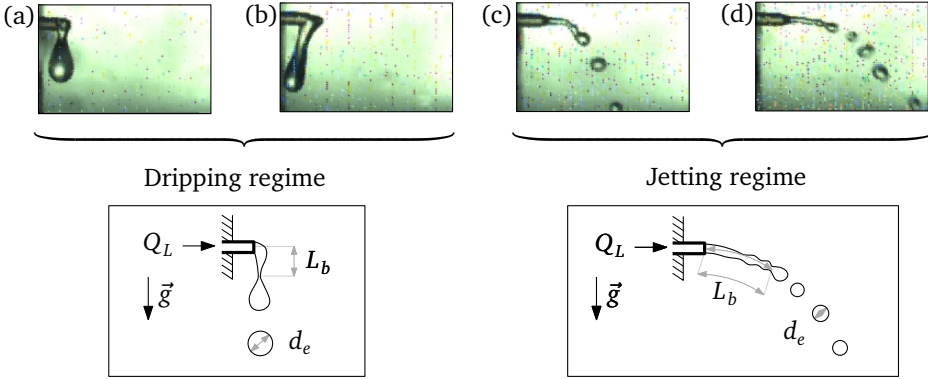 (a)
(b)
(c)
(d)
Dripping regime
Jetting regime
Q_L
L_b
g⃗
d_e
Q_L
L_b
g⃗
d_e